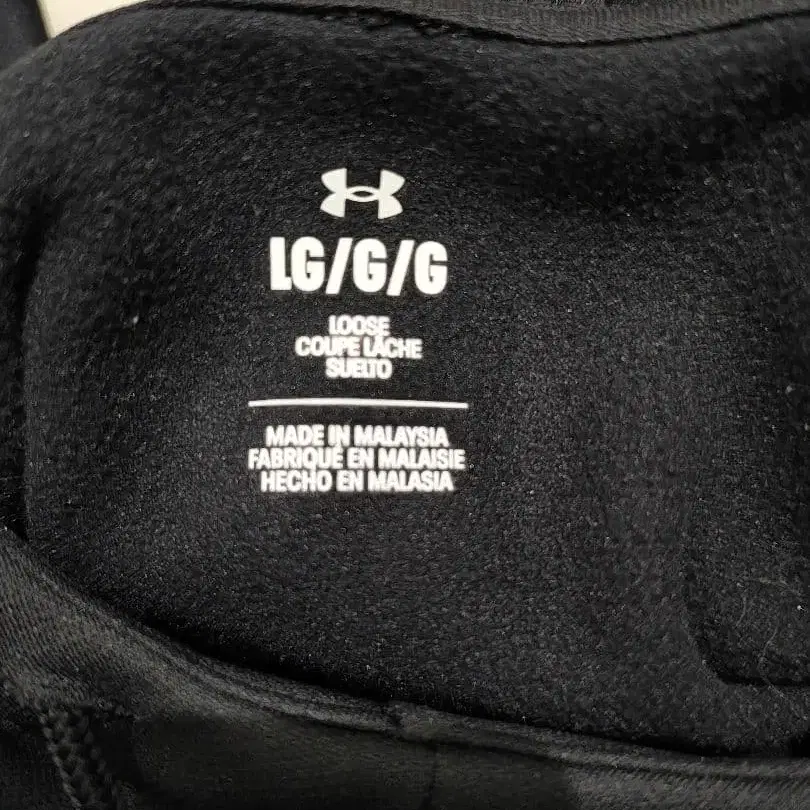 LG/G/G
LOOSE
COUPE LÂCHE
SUELTO
MADE IN MALAYSIA
FABRIQUÉ EN MALAISIE
HECHO EN MALASIA